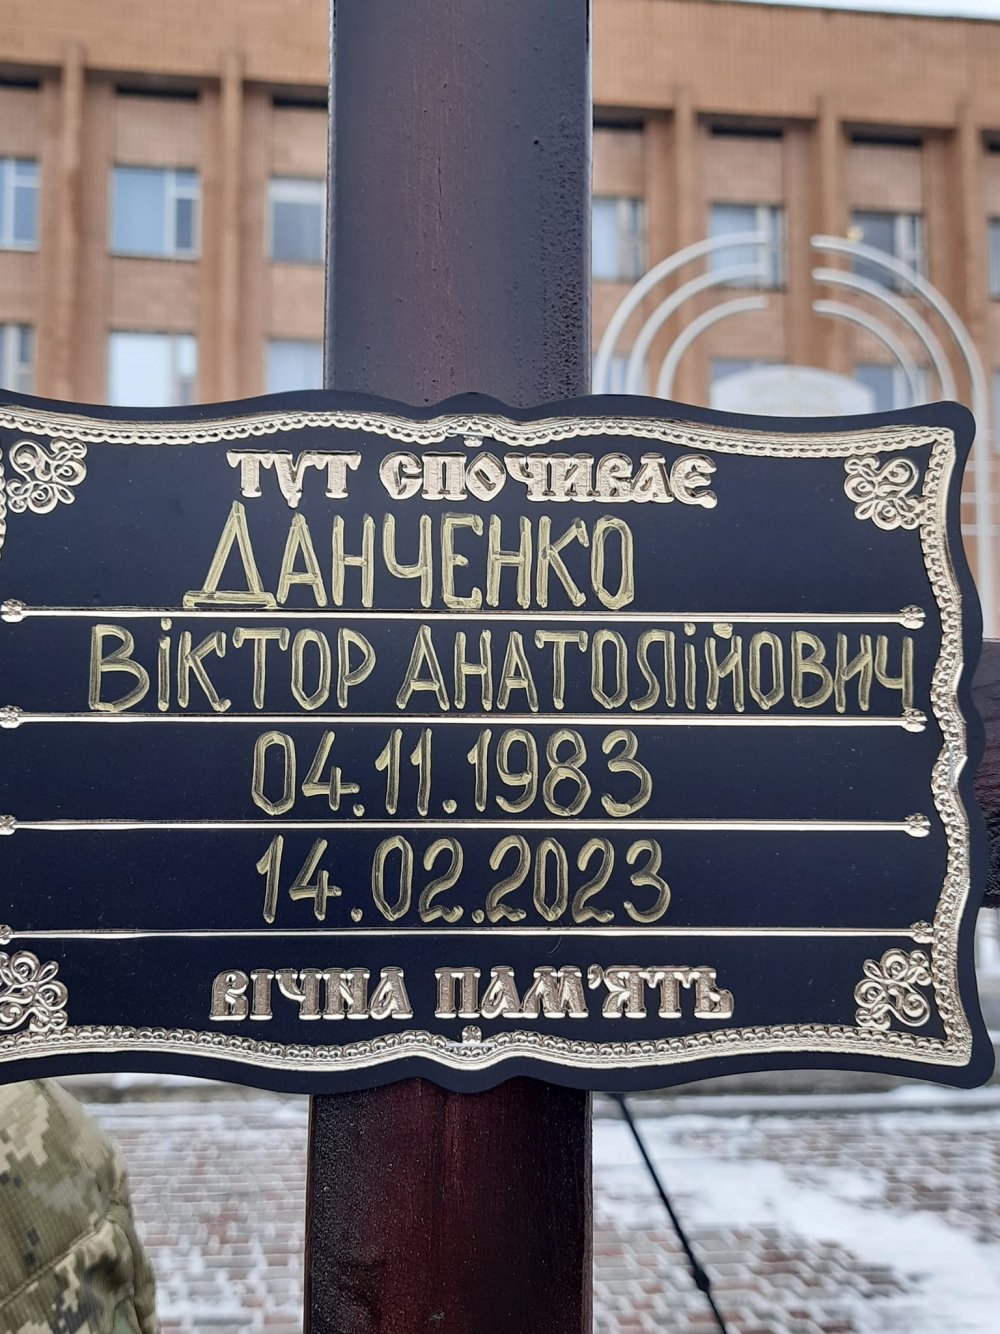 ТУТ СПОЧИВАЄ
ДАНЧЕНКО
ВіКТОР АНАТОЛІЙОВИЧ
04.11.1983
14.02.2023
ВІЧНА ПАМ'ЯТЬ